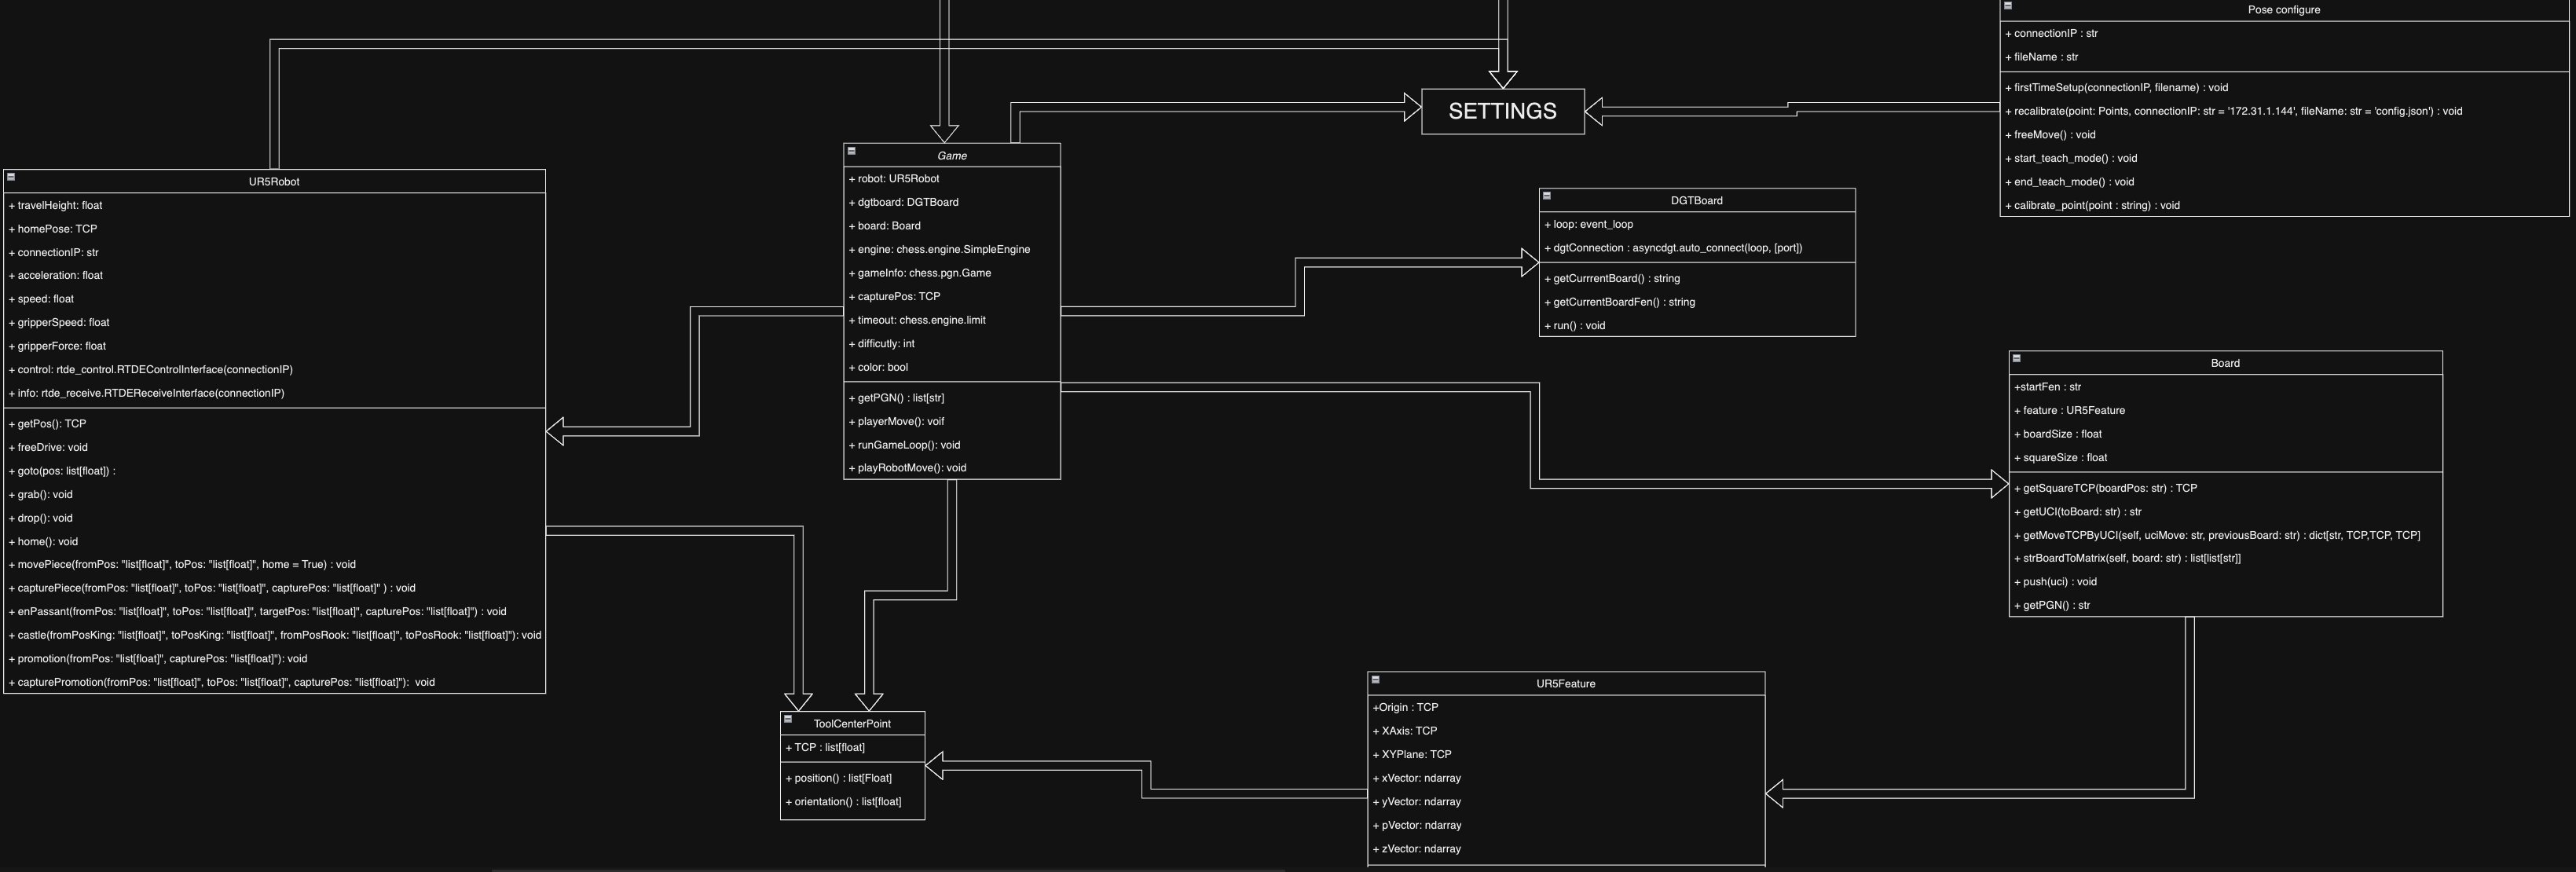 Pose configure
+ connectionIP : str
+ fileName : str
+ firstTimeSetup(connectionIP, filename) : void
+ recalibrate(point: Points, connectionIP: str = '172.31.1.144', fileName: str = 'config.json') : void
+ freeMove() : void
+ start_teach_mode() : void
+ end_teach_mode() : void
+ calibrate_point(point : string) : void
SETTINGS
UR5Robot
+ travelHeight: float
+ homePose: TCP
+ connectionIP: str
+ acceleration: float
+ speed: float
+ gripperSpeed: float
+ gripperForce: float
+ control: rtde_control.RTDEControlInterface(connectionIP)
+ info: rtde_receive.RTDEReceiveInterface(connectionIP)
+ getPos(): TCP
+ freeDrive: void
+ goto(pos: list[float]) :
+ grab(): void
+ drop(): void
+ home(): void
+ movePiece(fromPos: "list[float]", toPos: "list[float]", home = True) : void
+ capturePiece(fromPos: "list[float]", toPos: "list[float]", capturePos: "list[float]" ) : void
+ enPassant(fromPos: "list[float]", toPos: "list[float]", targetPos: "list[float]", capturePos: "list[float]") : void
+ castle(fromPosKing: "list[float]", toPosKing: "list[float]", fromPosRook: "list[float]", toPosRook: "list[float]"): void
+ promotion(fromPos: "list[float]", capturePos: "list[float]"): void
+ capturePromotion(fromPos: "list[float]", toPos: "list[float]", capturePos: "list[float]"): void
Game
+ robot: UR5Robot
+ dgtboard: DGTBoard
+ board: Board
+ engine: chess.engine.SimpleEngine
+ gameInfo: chess.pgn.Game
+ capturePos: TCP
+ timeout: chess.engine.limit
+ difficutly: int
+ color: bool
+ getPGN() : list[str]
+ playerMove(): voif
+ runGameLoop(): void
+ playRobotMove(): void
DGTBoard
+ loop: event_loop
+ dgtConnection : asyncdgt.auto_connect(loop, [port])
+ getCurrrentBoard() : string
+ getCurrentBoardFen() : string
+ run() : void
Board
+startFen : str
+ feature : UR5Feature
+ boardSize : float
+ squareSize : float
+ getSquareTCP(boardPos: str) : TCP
+ getUCI(toBoard: str) : str
+ getMoveTCPByUCI(self, uciMove: str, previousBoard: str) : dict[str, TCP,TCP, TCP]
+ strBoardToMatrix(self, board: str) : list[list[str]]
+ push(uci) : void
+ getPGN() : str
ToolCenterPoint
+ TCP : list[float]
+ position() : list[Float]
+ orientation() : list[float]
UR5Feature
+Origin : TCP
+ XAxis: TCP
+ XYPlane: TCP
+ xVector: ndarray
+ yVector: ndarray
+ pVector: ndarray
+ zVector: ndarray